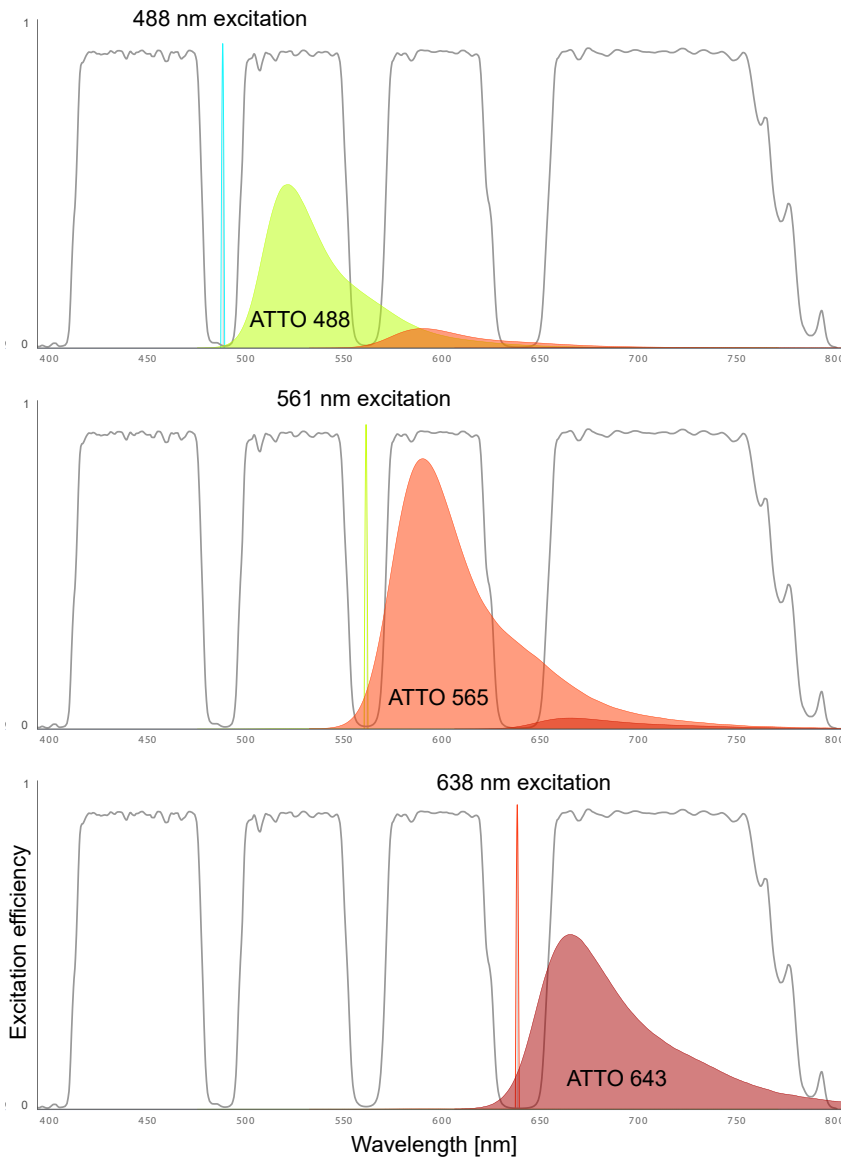 488 nm excitation
1
ATTO 488
0
400 450 500 550 600 650 700 750 800
561 nm excitation
1
ATTO 565
0
400 450 500 550 600 650 700 750 800
638 nm excitation
1
Excitation efficiency
ATTO 643
0
400 450 500 550 600 650 700 750 800
Wavelength [nm]